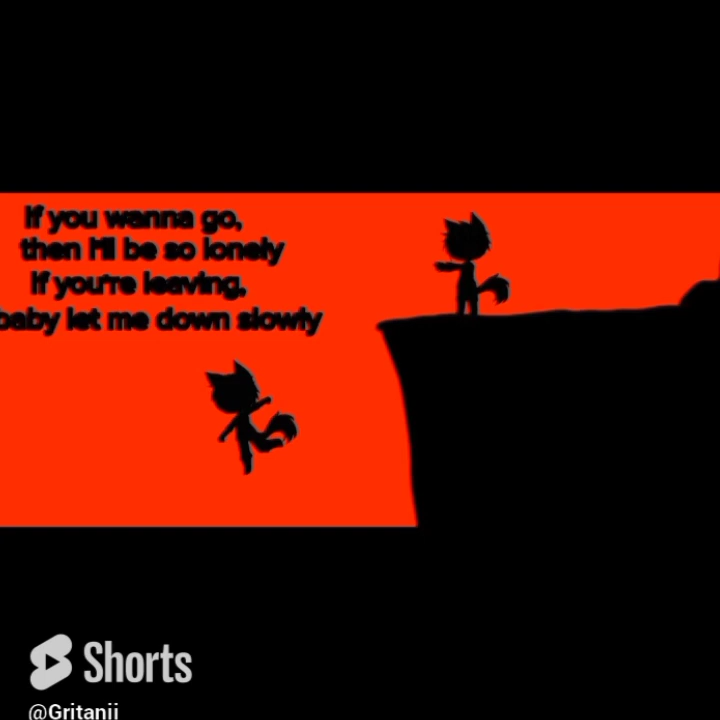 If you wanna go,
then I'll be so lonely
If you're leaving,
baby let me down slowly
Shorts
@Gritanii